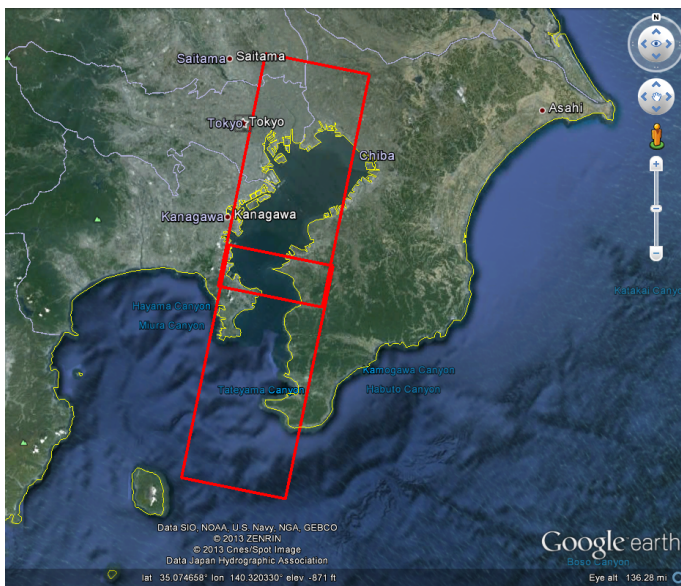 N
Saitama Saitama
Asahi
Tokyo Tokyo
Chiba
Kanagawa Kanagawa
Hatakai Canyo
Hayama Canyon
Miura Canyon
Kamogawa Canyon
Tateyama Canyon
Habuto Canyon
Data SIO, NOAA, U.S. Navy, NGA, GEBCO
© 2013 ZENRIN
© 2013 Cnes/Spot Image
Data Japan Hydrographic Association
Google earth
Boso Canyon
lat 35.074658° lon 140.320330° elev -871 ft
Eye alt 136.28 mi